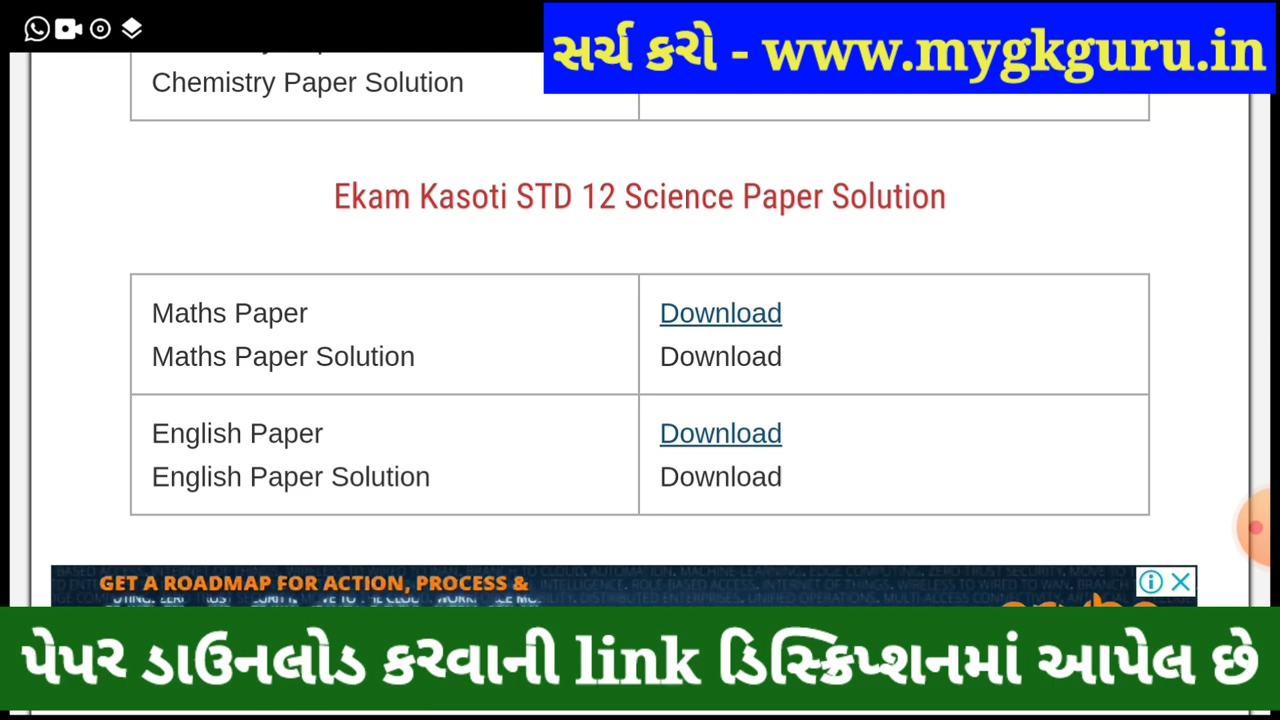 સર્ચ કરો - www.mygkguru.in
Chemistry Paper Solution
Ekam Kasoti STD 12 Science Paper Solution
Maths Paper Download
Maths Paper Solution Download
English Paper Download
English Paper Solution Download
GET A ROADMAP FOR ACTION, PROCESS &
પેપર ડાઉનલોડ કરવાની link ડિસ્ક્રિપ્શનમાં આપેલ છે